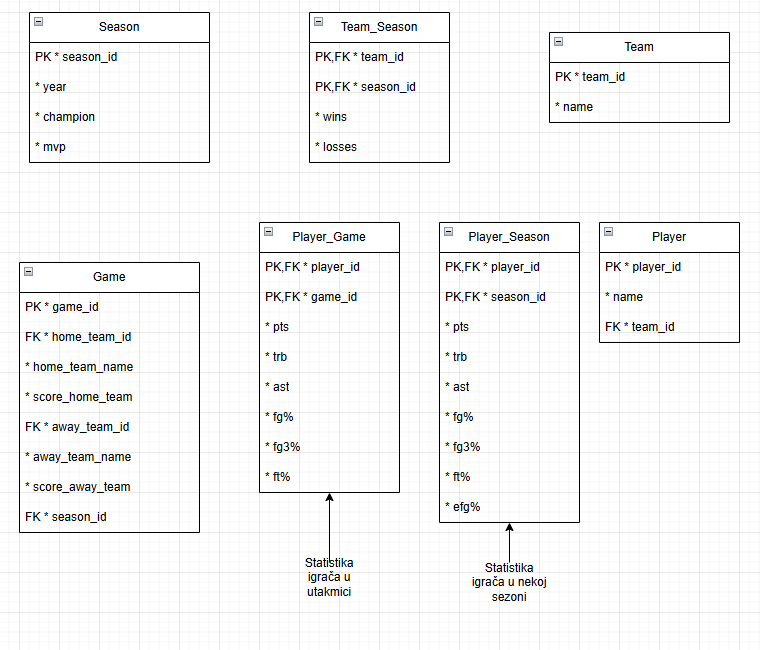 Season
PK * season_id
* year
* champion
* mvp
Team_Season
PK,FK * team_id
PK,FK * season_id
* wins
* losses
Team
PK * team_id
* name
Game
PK * game_id
FK * home_team_id
* home_team_name
* score_home_team
FK * away_team_id
* away_team_name
* score_away_team
FK * season_id
Player_Game
PK,FK * player_id
PK,FK * game_id
* pts
* trb
* ast
* fg%
* fg3%
* ft%
Statistika
igrača u
utakmici
Player_Season
PK,FK * player_id
PK,FK * season_id
* pts
* trb
* ast
* fg%
* fg3%
* ft%
* efg%
Statistika
igrača u nekoj
sezoni
Player
PK * player_id
* name
FK * team_id